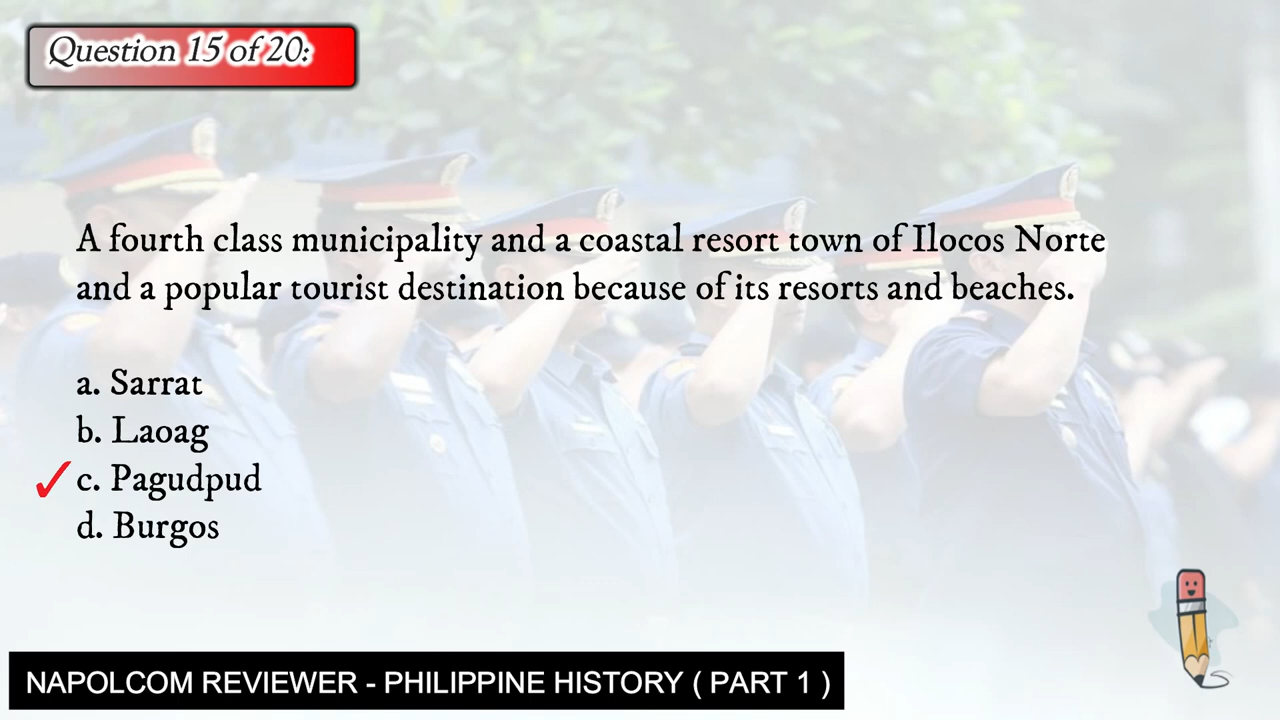 Question 15 of 20:
A fourth class municipality and a coastal resort town of Ilocos Norte
and a popular tourist destination because of its resorts and beaches.
a. Sarrat
b. Laoag
✓ c. Pagudpud
d. Burgos
NAPOLCOM REVIEWER - PHILIPPINE HISTORY ( PART 1 )